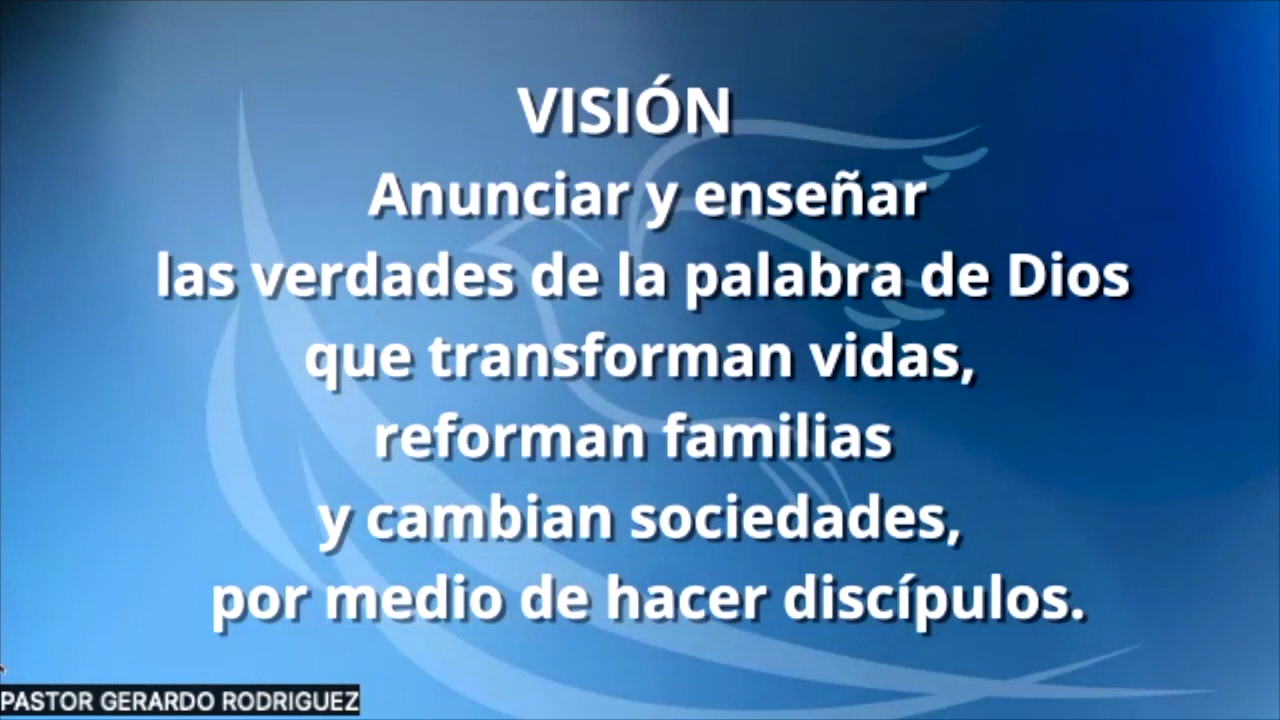 VISIÓN
Anunciar y enseñar
las verdades de la palabra de Dios
que transforman vidas,
reforman familias
y cambian sociedades,
por medio de hacer discípulos.
PASTOR GERARDO RODRIGUEZ